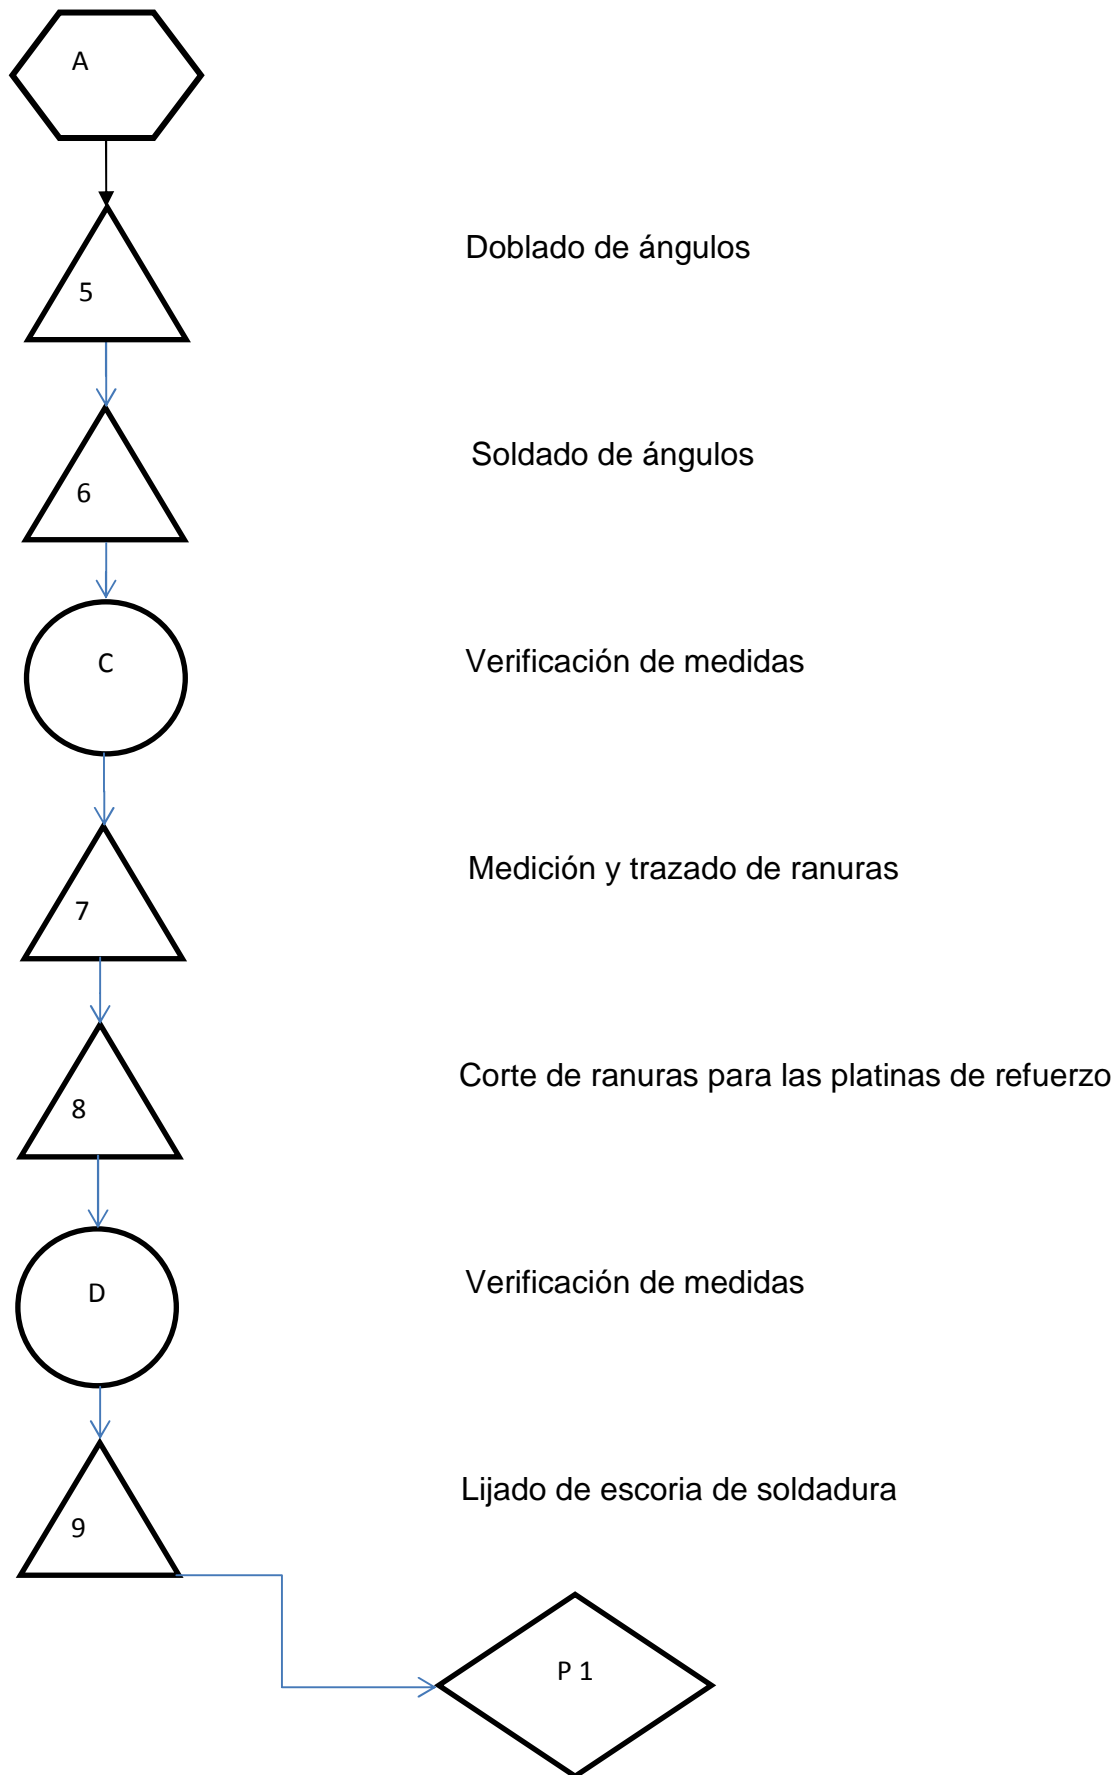 A
Doblado de ángulos
5
Soldado de ángulos
6
C
Verificación de medidas
Medición y trazado de ranuras
7
Corte de ranuras para las platinas de refuerzo
8
Verificación de medidas
D
Lijado de escoria de soldadura
9
P 1